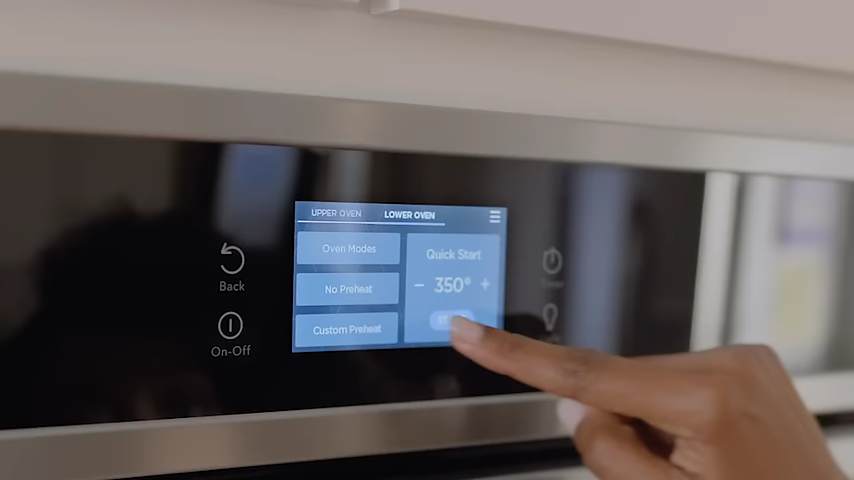 UPPER OVEN
LOWER OVEN
Oven Modes
Quick Start
No Preheat
− 350° +
Custom Preheat
Back
On-Off